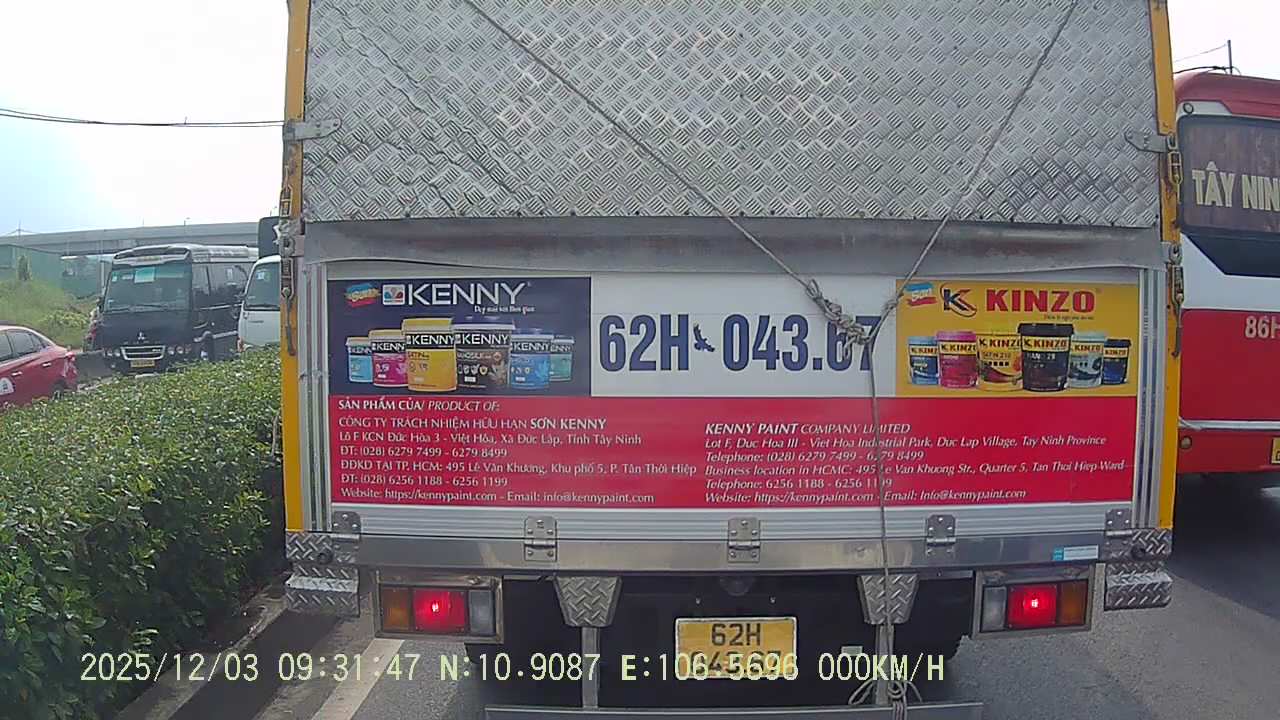 TÂY NIN
KENNY
62H-043.67
Sơn
KINZO
86H
SẢN PHẨM CỦA/ PRODUCT OF:
CÔNG TY TRÁCH NHIỆM HỮU HẠN SƠN KENNY
Lô F KCN Đức Hòa 3 - Việt Hóa, Xã Đức Lập, Tỉnh Tây Ninh
ĐT: (028) 6279 7499 - 6279 8499
ĐDKD TẠI TP. HCM: 495 Lê Văn Khương, Khu phố 5, P. Tân Thới Hiệp
ĐT: (028) 6256 1188 - 6256 1199
Website: https://kennypaint.com - Email: info@kennypaint.com
KENNY PAINT COMPANY LIMITED
Lot F, Duc Hoa III - Viet Hoa Industrial Park, Duc Lap Village, Tay Ninh Province
Telephone: (028) 6279 7499 - 6279 8499
Business location in HCMC: 495 Le Van Khuong Str., Quarter 5, Tan Thoi Hiep Ward
Telephone: 6256 1188 - 6256 1199
Website: https://kennypaint.com - Email: Info@kennypaint.com
62H
043.67
2025/12/03 09:31:47 N:10.9087 E:106.5696 000KM/H